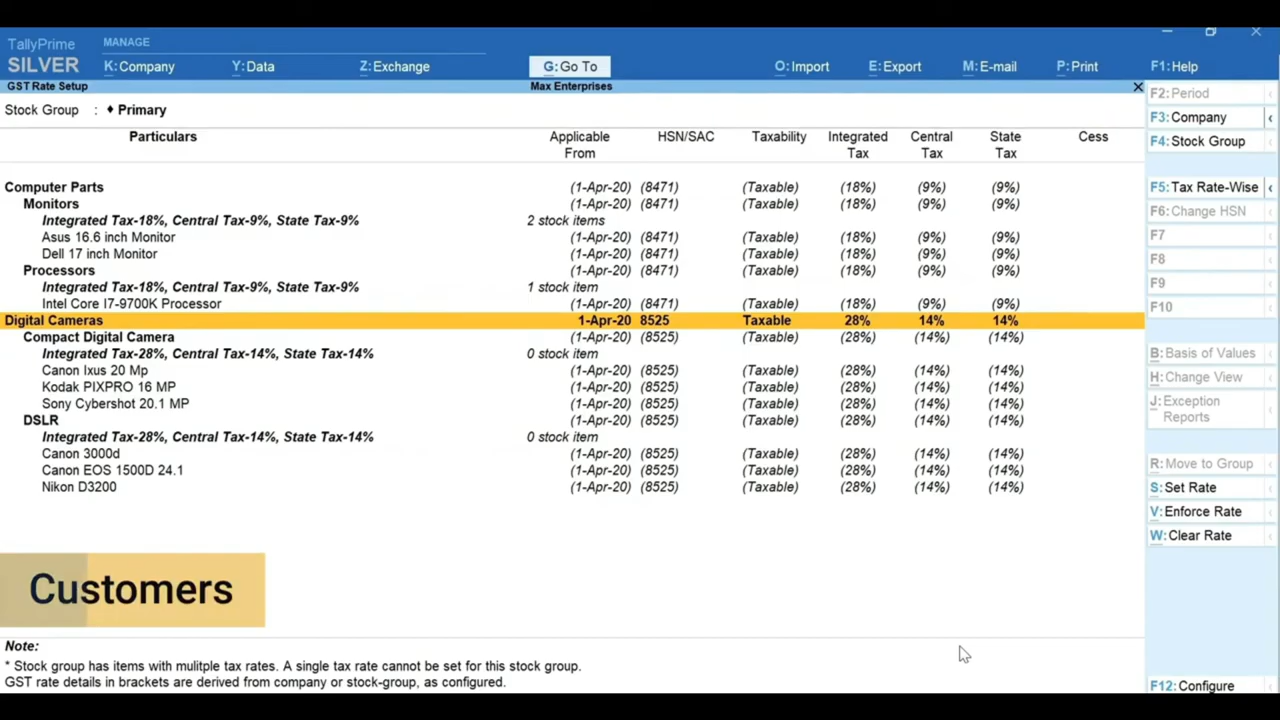 TallyPrime MANAGE
SILVER K:Company Y:Data Z:Exchange G:Go To O:Import E:Export M:E-mail P:Print F1:Help
GST Rate Setup Max Enterprises
Stock Group : ♦ Primary
Particulars Applicable From HSN/SAC Taxability Integrated Tax Central Tax State Tax Cess
Computer Parts (1-Apr-20) (8471) (Taxable) (18%) (9%) (9%)
Monitors (1-Apr-20) (8471) (Taxable) (18%) (9%) (9%)
Integrated Tax-18%, Central Tax-9%, State Tax-9% 2 stock items
Asus 16.6 inch Monitor (1-Apr-20) (8471) (Taxable) (18%) (9%) (9%)
Dell 17 inch Monitor (1-Apr-20) (8471) (Taxable) (18%) (9%) (9%)
Processors (1-Apr-20) (8471) (Taxable) (18%) (9%) (9%)
Integrated Tax-18%, Central Tax-9%, State Tax-9% 1 stock item
Intel Core I7-9700K Processor (1-Apr-20) (8471) (Taxable) (18%) (9%) (9%)
Digital Cameras 1-Apr-20 8525 Taxable 28% 14% 14%
Compact Digital Camera (1-Apr-20) (8525) (Taxable) (28%) (14%) (14%)
Integrated Tax-28%, Central Tax-14%, State Tax-14% 0 stock item
Canon Ixus 20 Mp (1-Apr-20) (8525) (Taxable) (28%) (14%) (14%)
Kodak PIXPRO 16 MP (1-Apr-20) (8525) (Taxable) (28%) (14%) (14%)
Sony Cybershot 20.1 MP (1-Apr-20) (8525) (Taxable) (28%) (14%) (14%)
DSLR (1-Apr-20) (8525) (Taxable) (28%) (14%) (14%)
Integrated Tax-28%, Central Tax-14%, State Tax-14% 0 stock item
Canon 3000d (1-Apr-20) (8525) (Taxable) (28%) (14%) (14%)
Canon EOS 1500D 24.1 (1-Apr-20) (8525) (Taxable) (28%) (14%) (14%)
Nikon D3200 (1-Apr-20) (8525) (Taxable) (28%) (14%) (14%)
Customers
Note:
* Stock group has items with mulitple tax rates. A single tax rate cannot be set for this stock group.
GST rate details in brackets are derived from company or stock-group, as configured.
F2: Period
F3: Company
F4: Stock Group
F5: Tax Rate-Wise
F6: Change HSN
F7
F8
F9
F10
B: Basis of Values
H: Change View
J: Exception
Reports
R: Move to Group
S: Set Rate
V: Enforce Rate
W: Clear Rate
F12: Configure